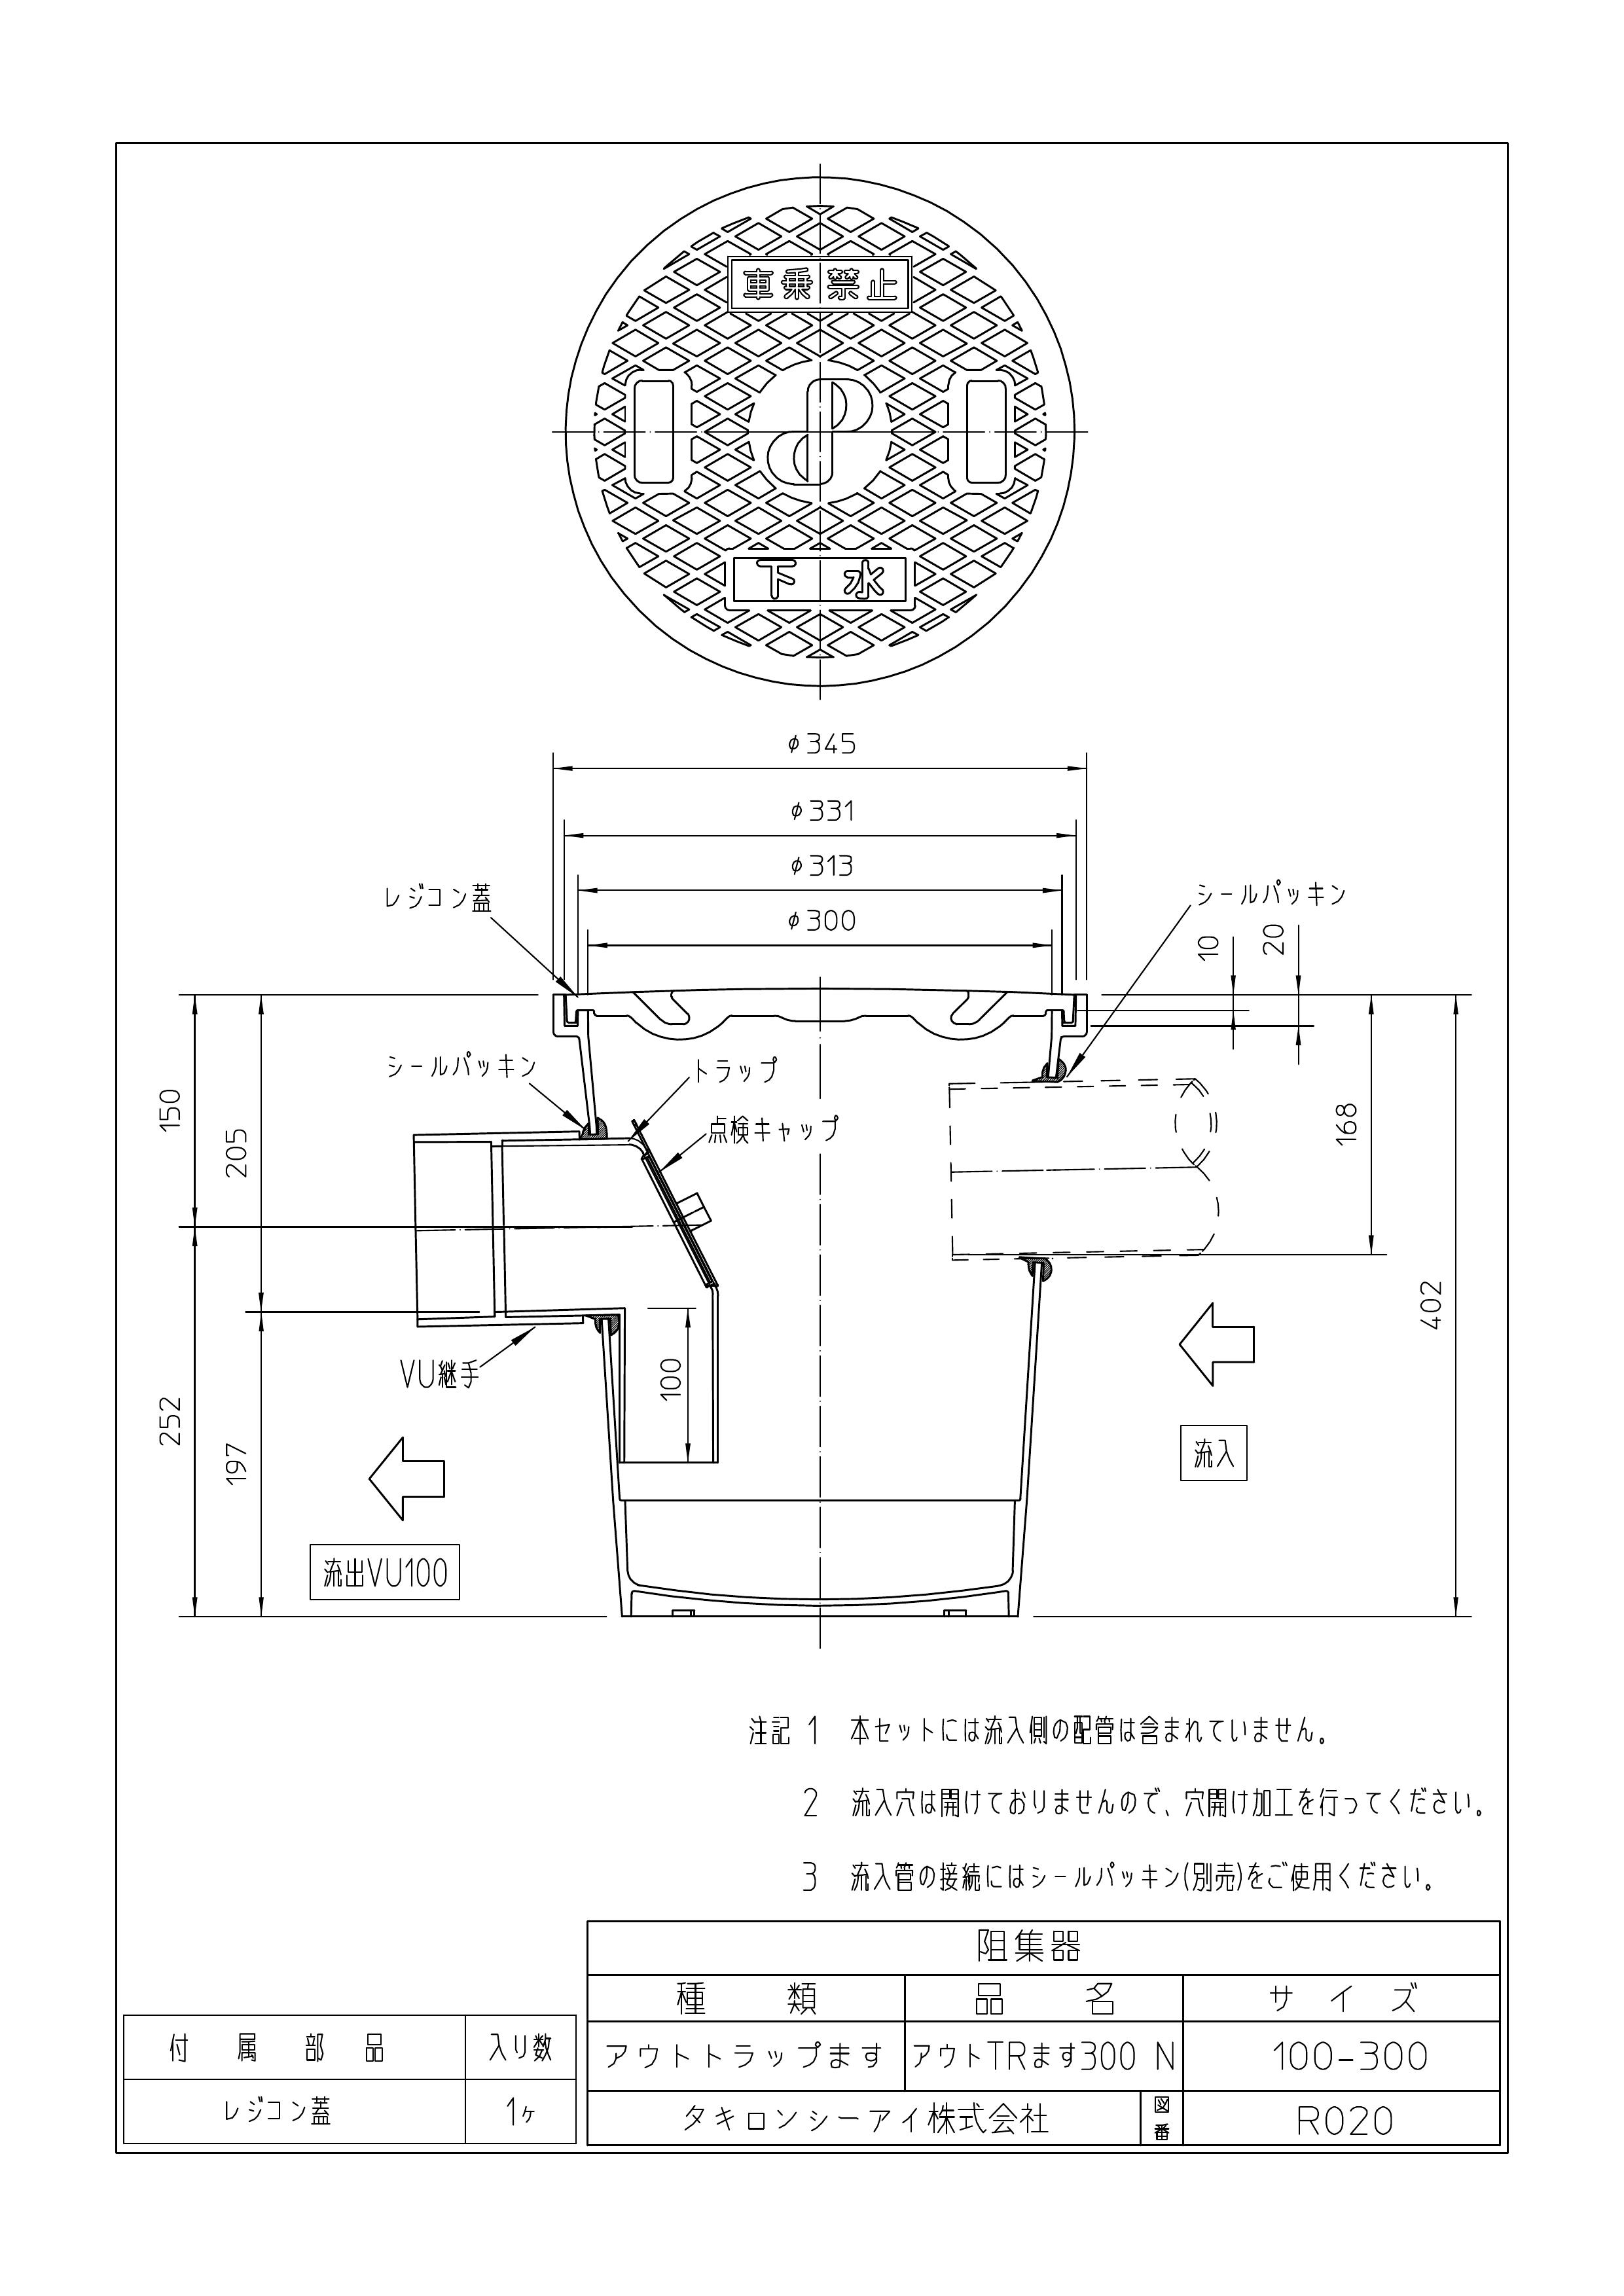 車乗禁止
下 水
φ345
φ331
φ313
φ300
レジコン蓋
シールパッキン
10
20
シールパッキン
トラップ
点検キャップ
150
205
168
402
VU継手
100
252
197
流入
流出VU100
注記 1 本セットには流入側の配管は含まれていません。
2 流入穴は開けておりませんので、穴開け加工を行ってください。
3 流入管の接続にはシールパッキン(別売)をご使用ください。
阻集器
種 類 品 名 サ イ ズ
アウトトラップます アウトTRます300 N 100-300
タキロンシーアイ株式会社 図番 R020
付 属 部 品 入り数
レジコン蓋 1ヶ